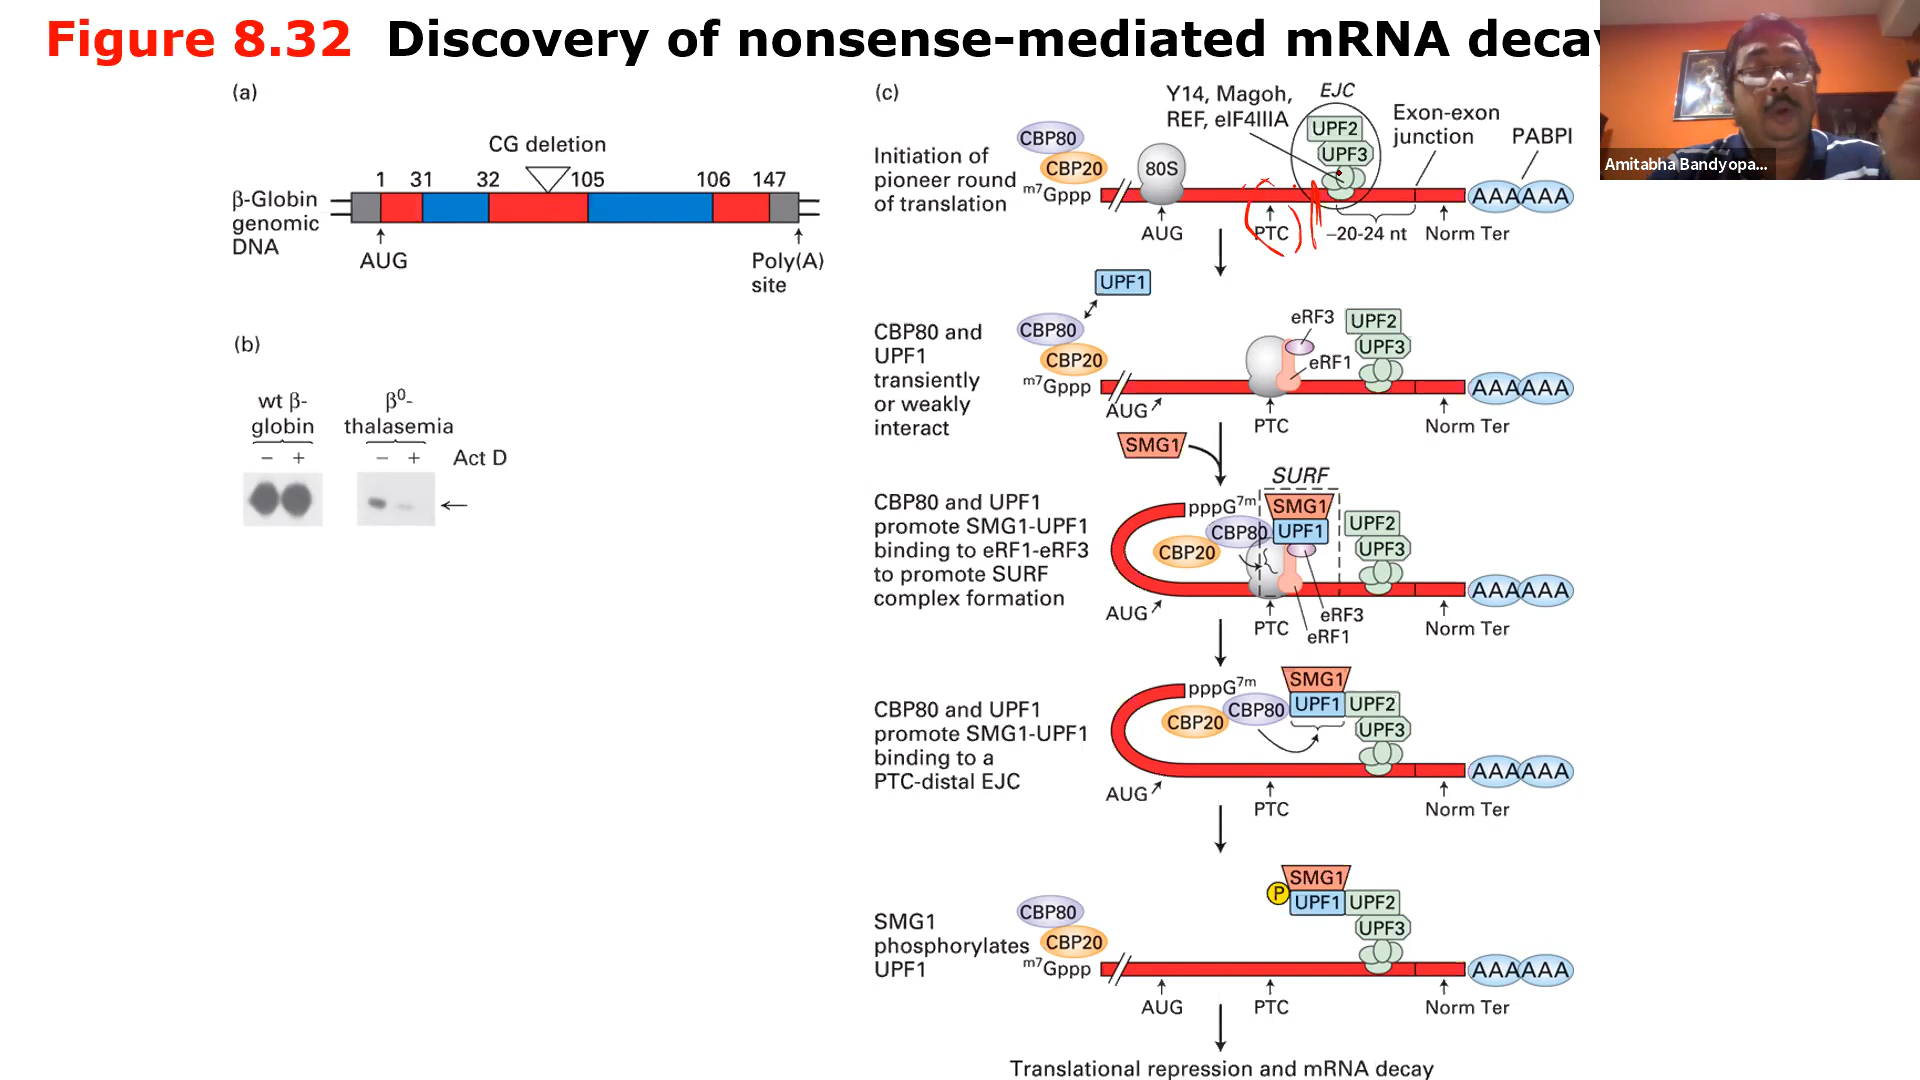 Figure 8.32 Discovery of nonsense-mediated mRNA decay
Amitabha Bandyopa...
(a)
CG deletion
1 31 32 105 106 147
β-Globin
genomic
DNA
AUG
Poly(A)
site
(b)
wt β-
globin
β0-
thalasemia
– + – + Act D
(c)
Initiation of
pioneer round
of translation
CBP80
CBP20
m7Gppp
80S
Y14, Magoh,
REF, eIF4IIIA
EJC
UPF2
UPF3
Exon-exon
junction
PABPI
AAAAAA
AUG
PTC
–20-24 nt
Norm Ter
UPF1
CBP80 and
UPF1
transiently
or weakly
interact
CBP80
CBP20
m7Gppp
eRF3
eRF1
UPF2
UPF3
AAAAAA
AUG
PTC
Norm Ter
SMG1
CBP80 and UPF1
promote SMG1-UPF1
binding to eRF1-eRF3
to promote SURF
complex formation
SURF
pppG7m
SMG1
CBP80
UPF1
CBP20
UPF2
UPF3
AAAAAA
AUG
PTC
eRF3
eRF1
Norm Ter
CBP80 and UPF1
promote SMG1-UPF1
binding to a
PTC-distal EJC
pppG7m
SMG1
CBP80
UPF1
UPF2
CBP20
UPF3
AAAAAA
AUG
PTC
Norm Ter
SMG1
phosphorylates
UPF1
CBP80
CBP20
m7Gppp
P
SMG1
UPF1
UPF2
UPF3
AAAAAA
AUG
PTC
Norm Ter
Translational repression and mRNA decay